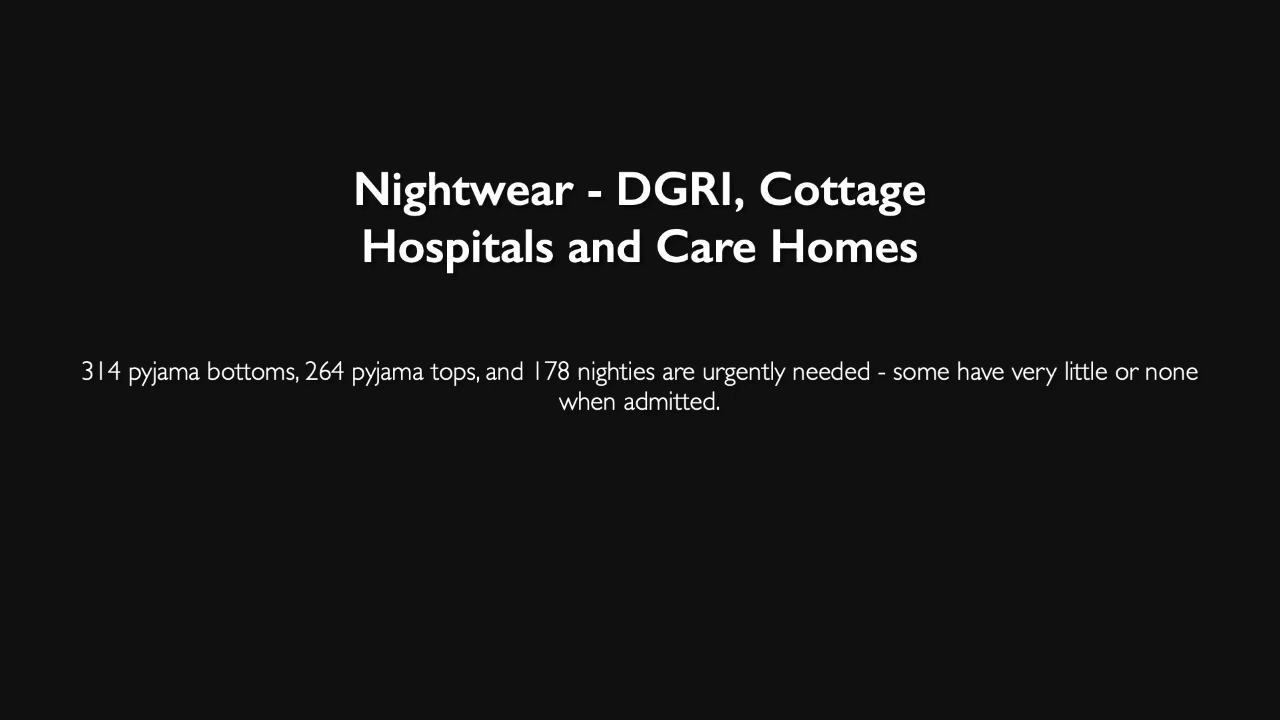 Nightwear - DGRI, Cottage
Hospitals and Care Homes
314 pyjama bottoms, 264 pyjama tops, and 178 nighties are urgently needed - some have very little or none
when admitted.